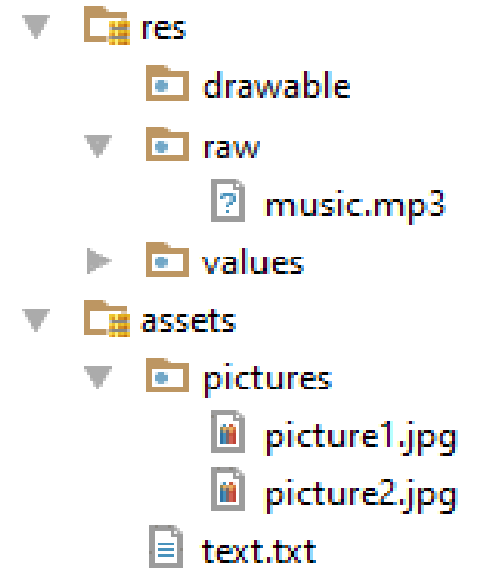 res
drawable
raw
music.mp3
values
assets
pictures
picture1.jpg
picture2.jpg
text.txt